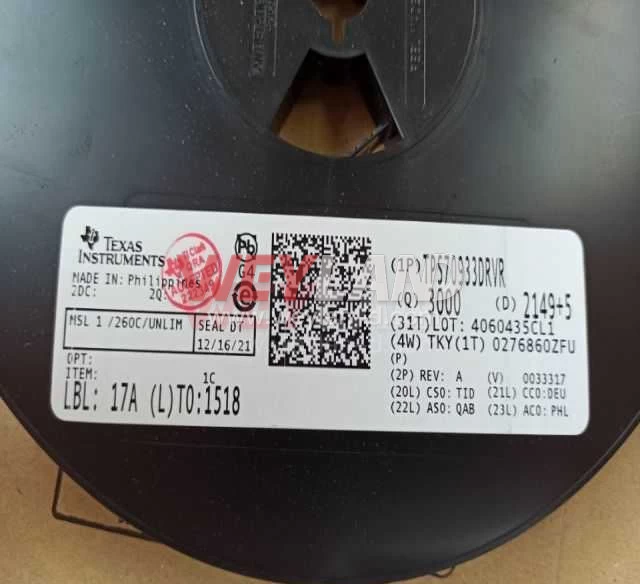 TEXAS
INSTRUMENTS
MADE IN: Philippines
2DC: 2Q:
MSL 1 /260C/UNLIM
SEAL DT
12/16/21
OPT:
ITEM:
1C
LBL: 17A (L)TO:1518
Pb
G4
(1P)TPS70933DRVR
(Q) 3000 (D) 2149+5
(31T)LOT: 4060435CL1
(4W) TKY(1T) 0276860ZFU
(P)
(2P) REV: A (V) 0033317
(20L) CSO: TID (21L) CCO:DEU
(22L) ASO: QAB (23L) ACO: PHL